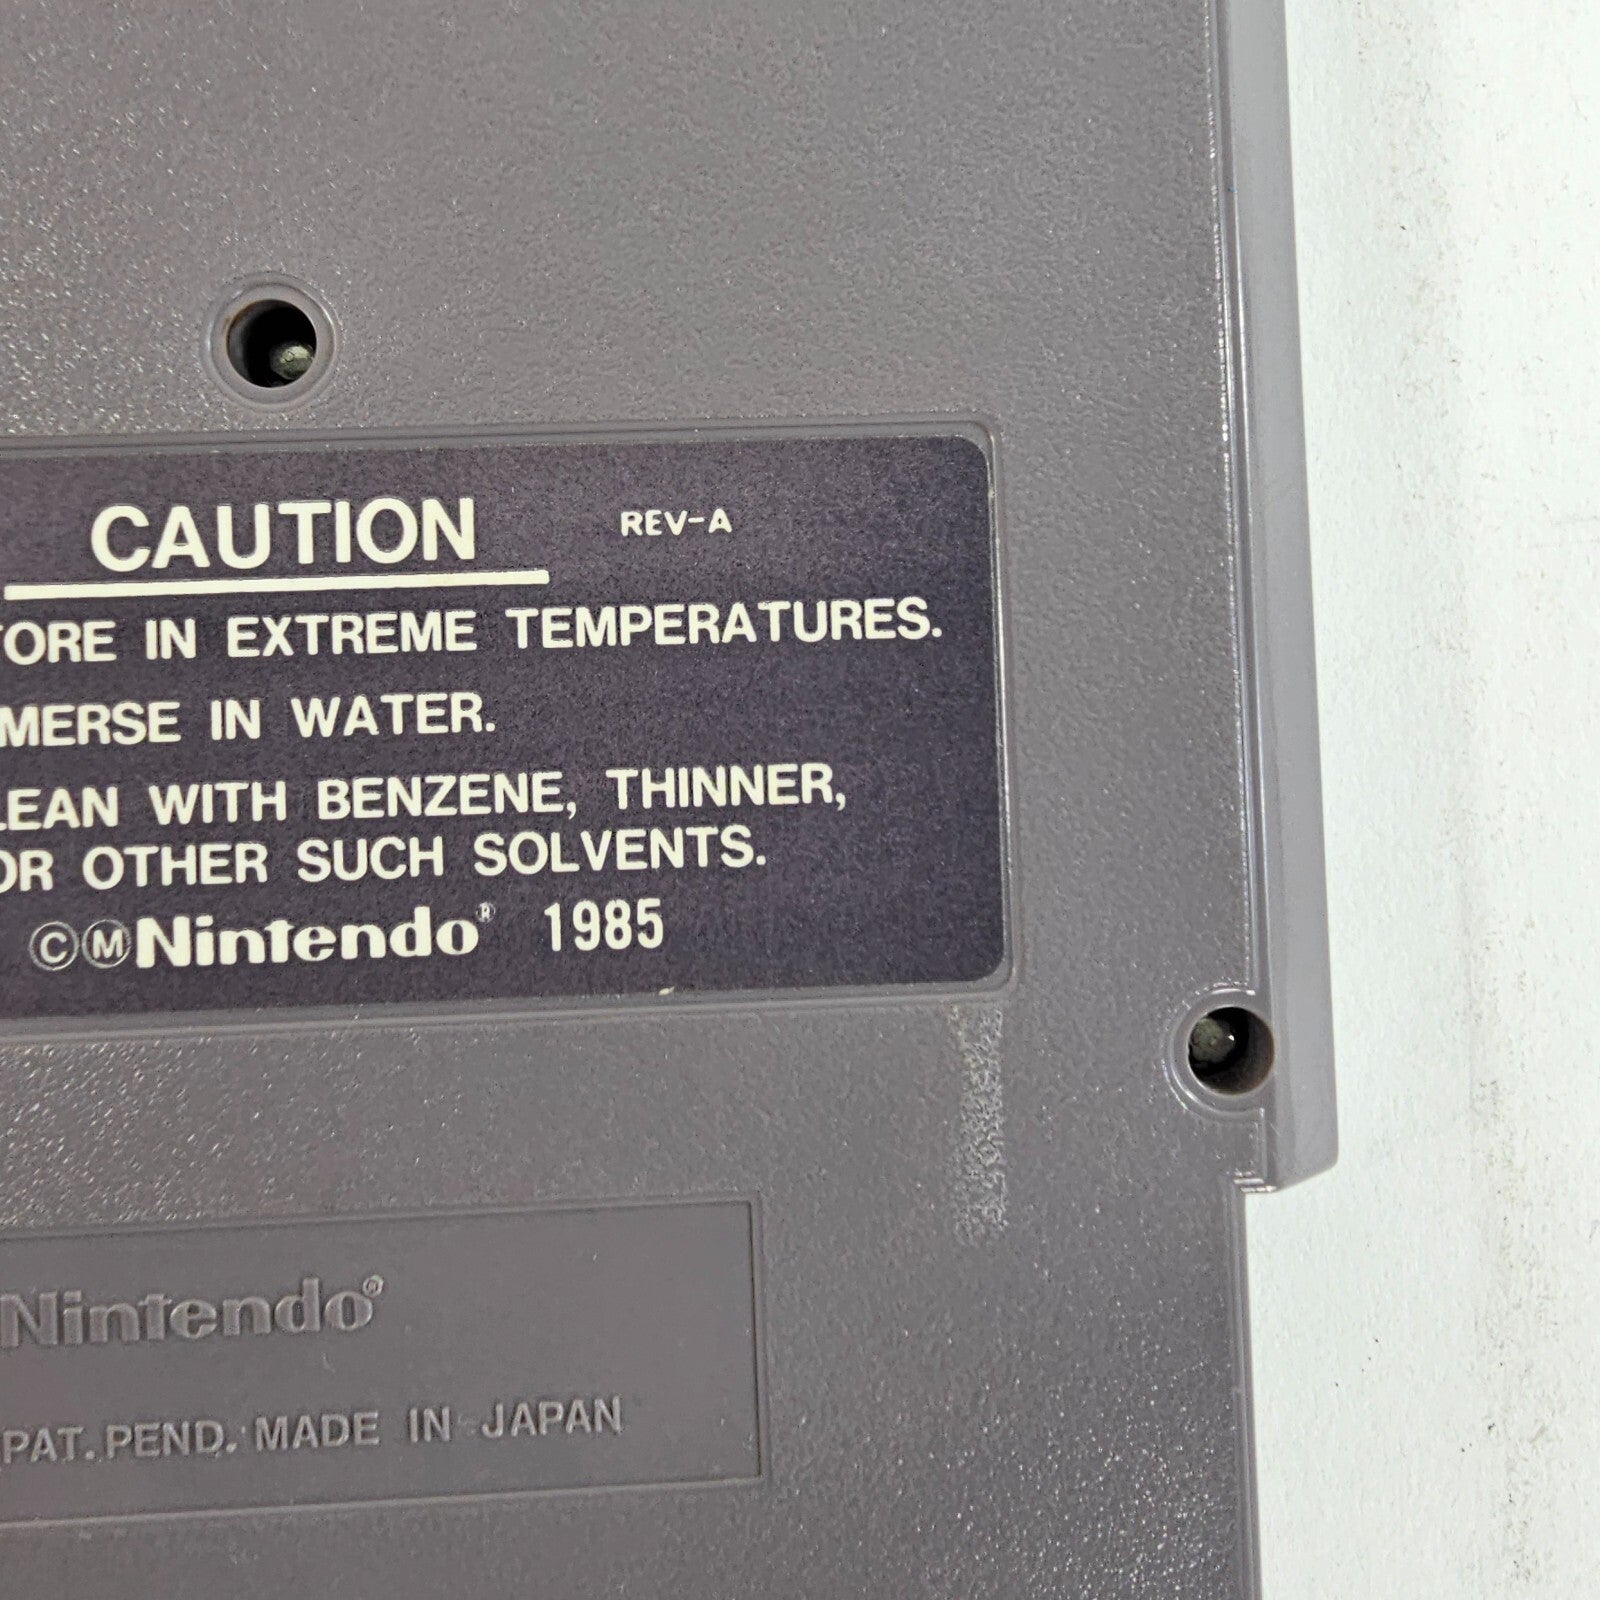 CAUTION REV-A
TORE IN EXTREME TEMPERATURES.
MERSE IN WATER.
LEAN WITH BENZENE, THINNER,
OR OTHER SUCH SOLVENTS.
©Ⓜ Nintendo® 1985
Nintendo®
PAT. PEND. MADE IN JAPAN